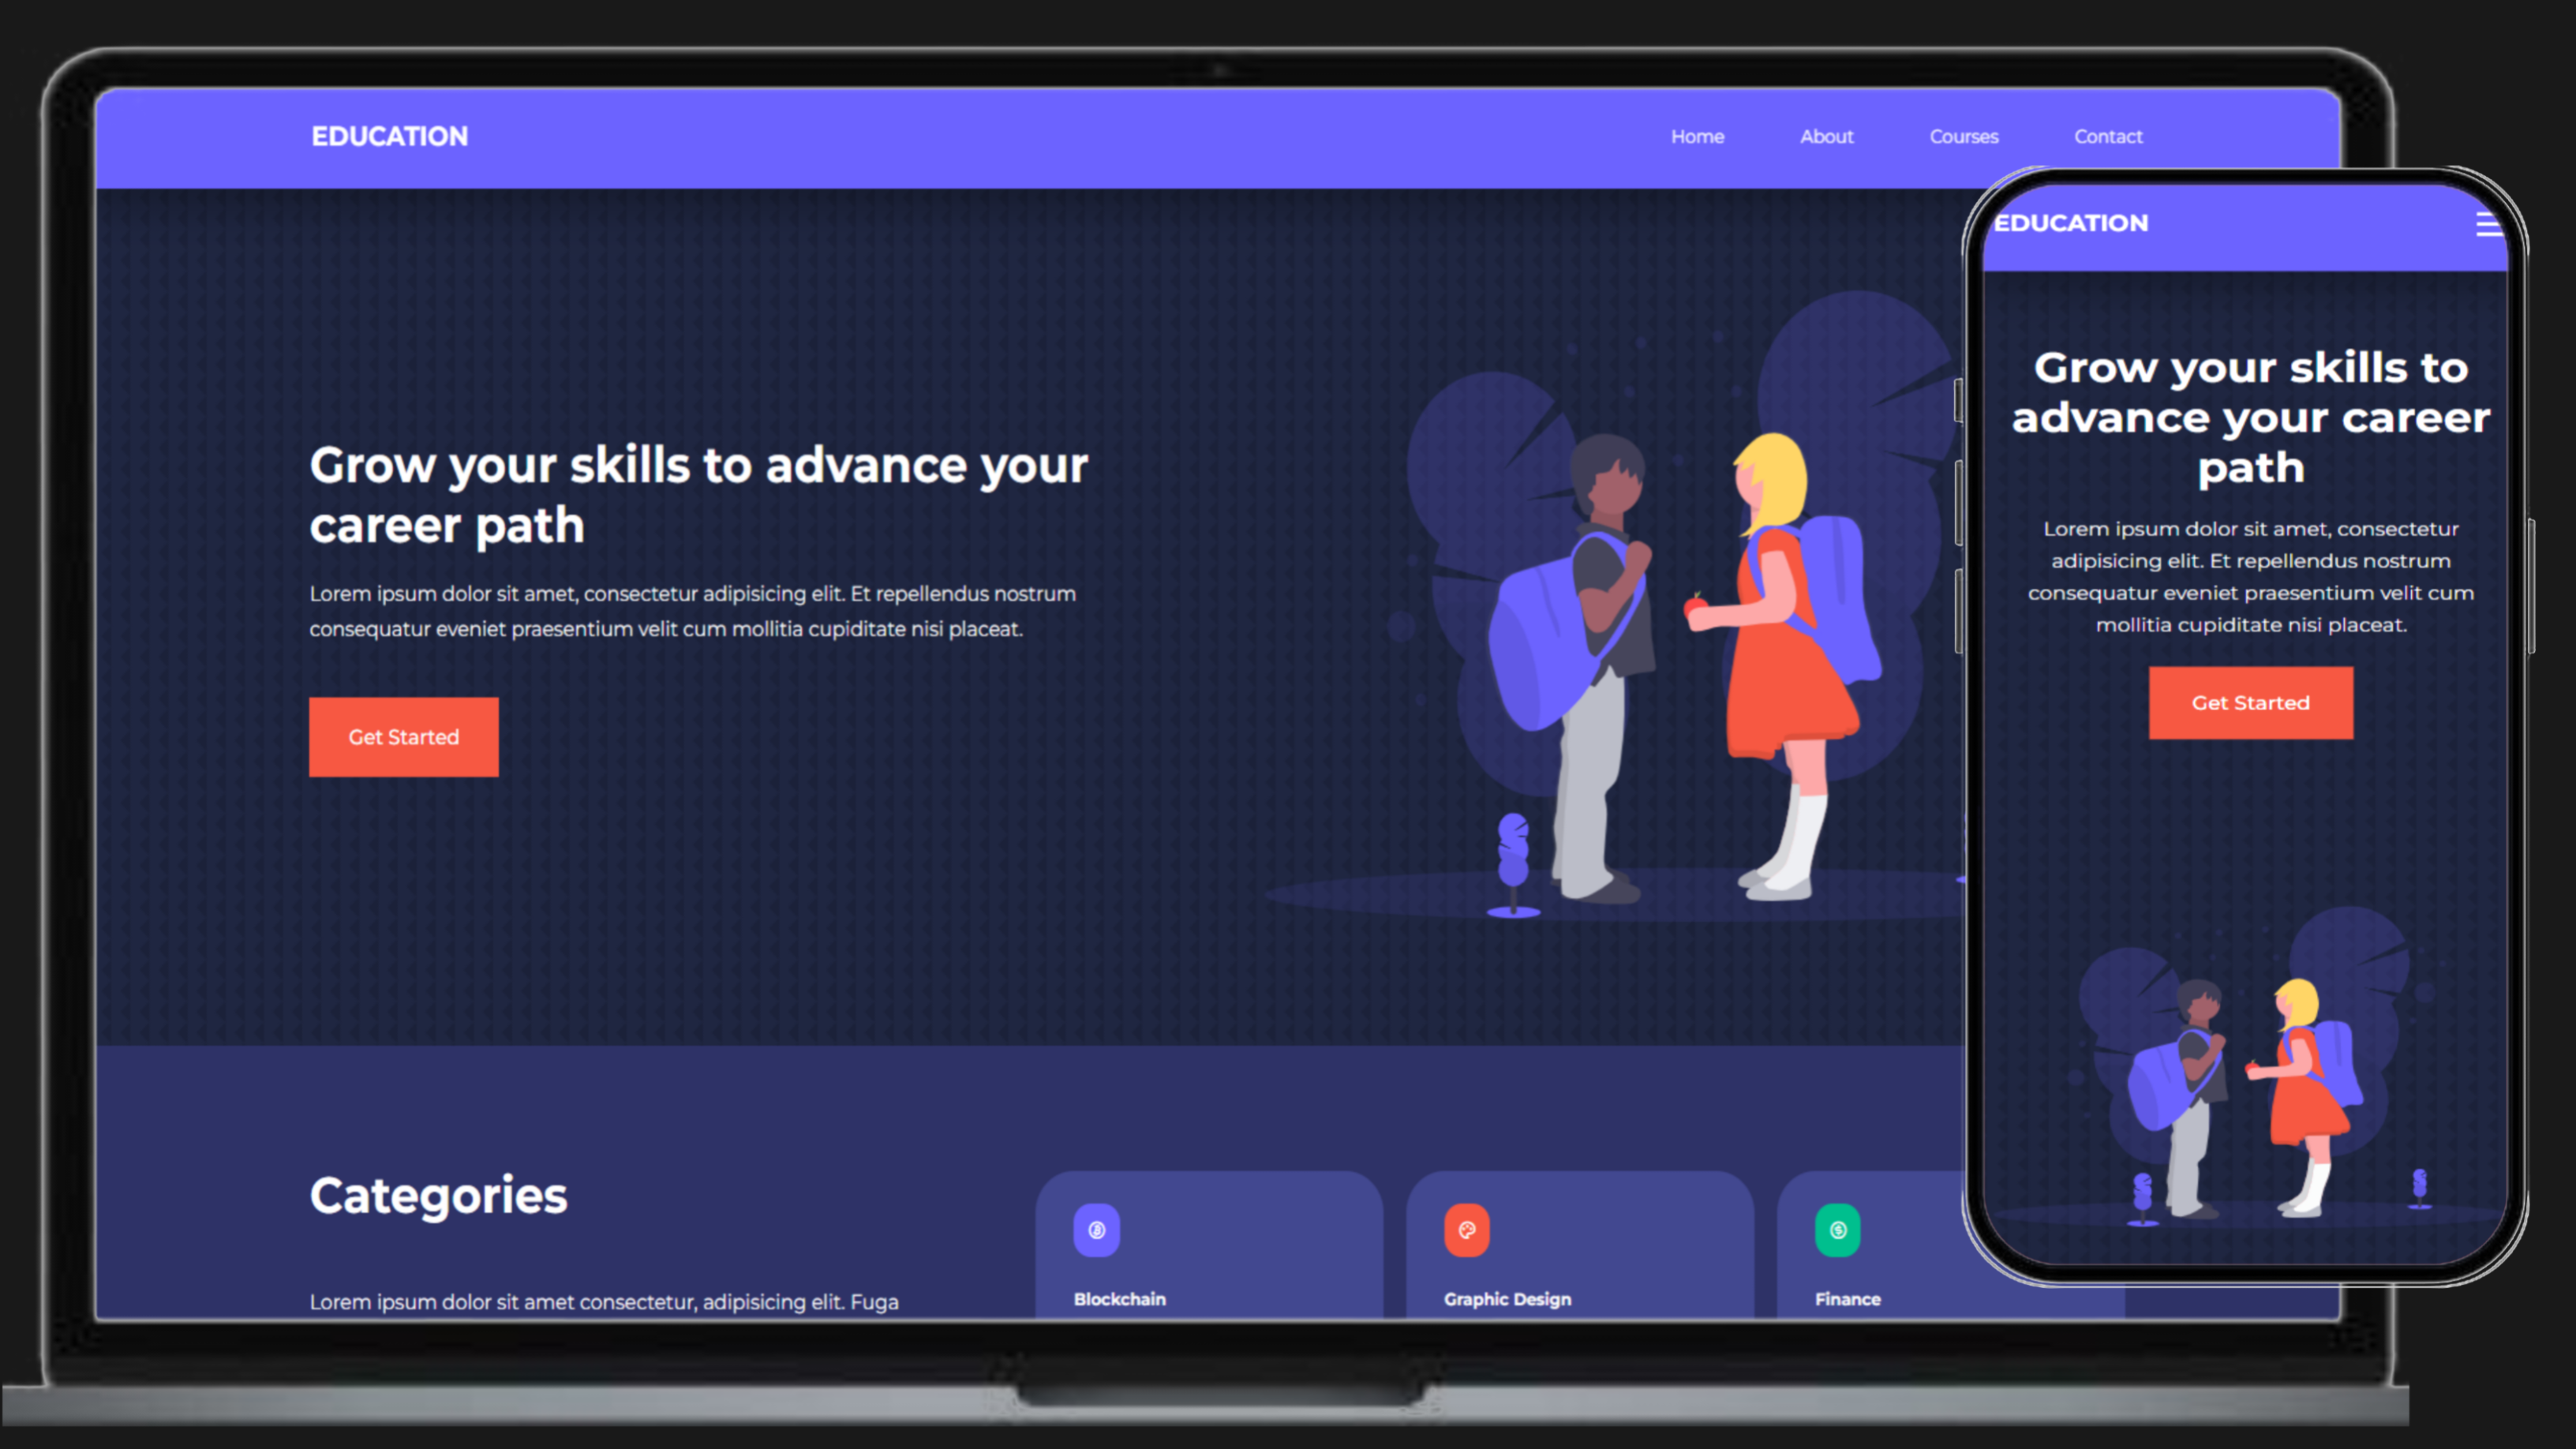 EDUCATION
Home About Courses Contact
Grow your skills to advance your
career path
Lorem ipsum dolor sit amet, consectetur adipisicing elit. Et repellendus nostrum
consequatur eveniet praesentium velit cum mollitia cupiditate nisi placeat.
Get Started
Categories
Lorem ipsum dolor sit amet consectetur, adipisicing elit. Fuga
Blockchain
Graphic Design
Finance
EDUCATION
Grow your skills to
advance your career
path
Lorem ipsum dolor sit amet, consectetur
adipisicing elit. Et repellendus nostrum
consequatur eveniet praesentium velit cum
mollitia cupiditate nisi placeat.
Get Started